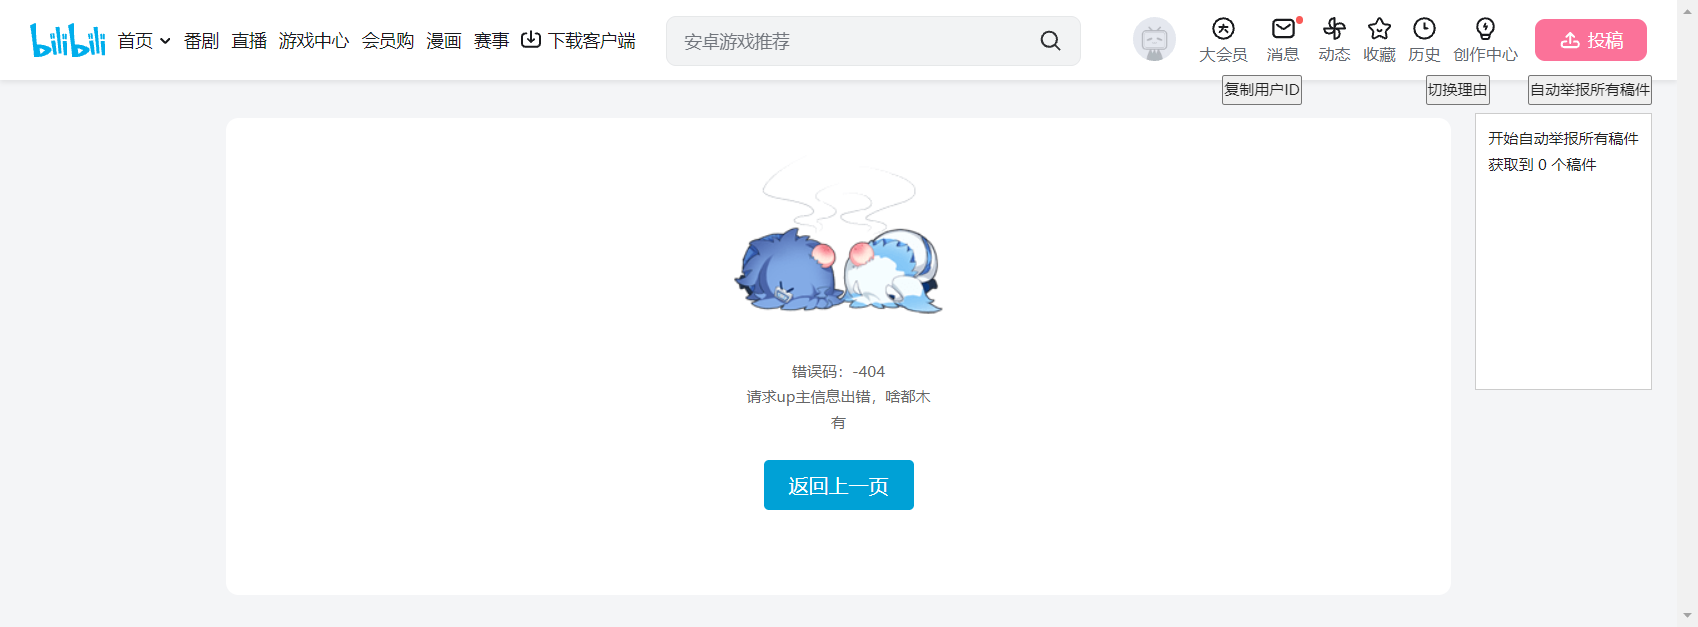 bilibili 首页 番剧 直播 游戏中心 会员购 漫画 赛事 下载客户端
安卓游戏推荐
大会员 消息 动态 收藏 历史 创作中心 投稿
复制用户ID 切换理由 自动举报所有稿件
开始自动举报所有稿件
获取到 0 个稿件
错误码：-404
请求up主信息出错，啥都木
有
返回上一页